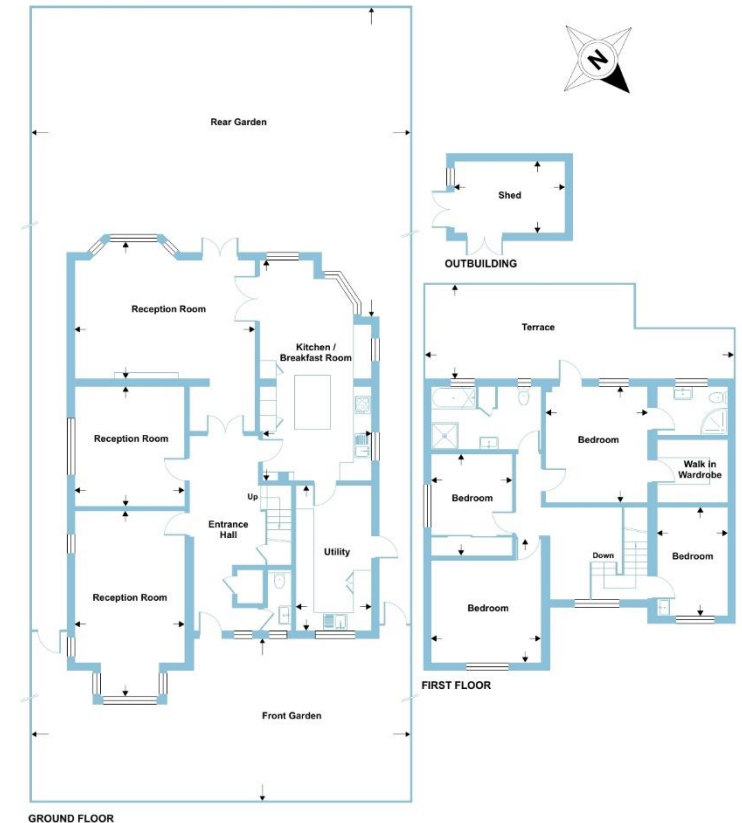 N
Rear Garden
Shed
OUTBUILDING
Reception Room
Kitchen /
Breakfast Room
Terrace
Reception Room
Bedroom
Walk in
Wardrobe
Bedroom
Up
Entrance
Hall
Utility
Down
Bedroom
Reception Room
Bedroom
FIRST FLOOR
Front Garden
GROUND FLOOR